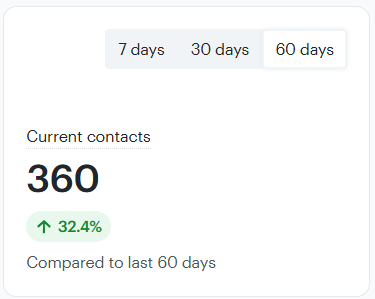 7 days 30 days 60 days
Current contacts
360
↑ 32.4%
Compared to last 60 days